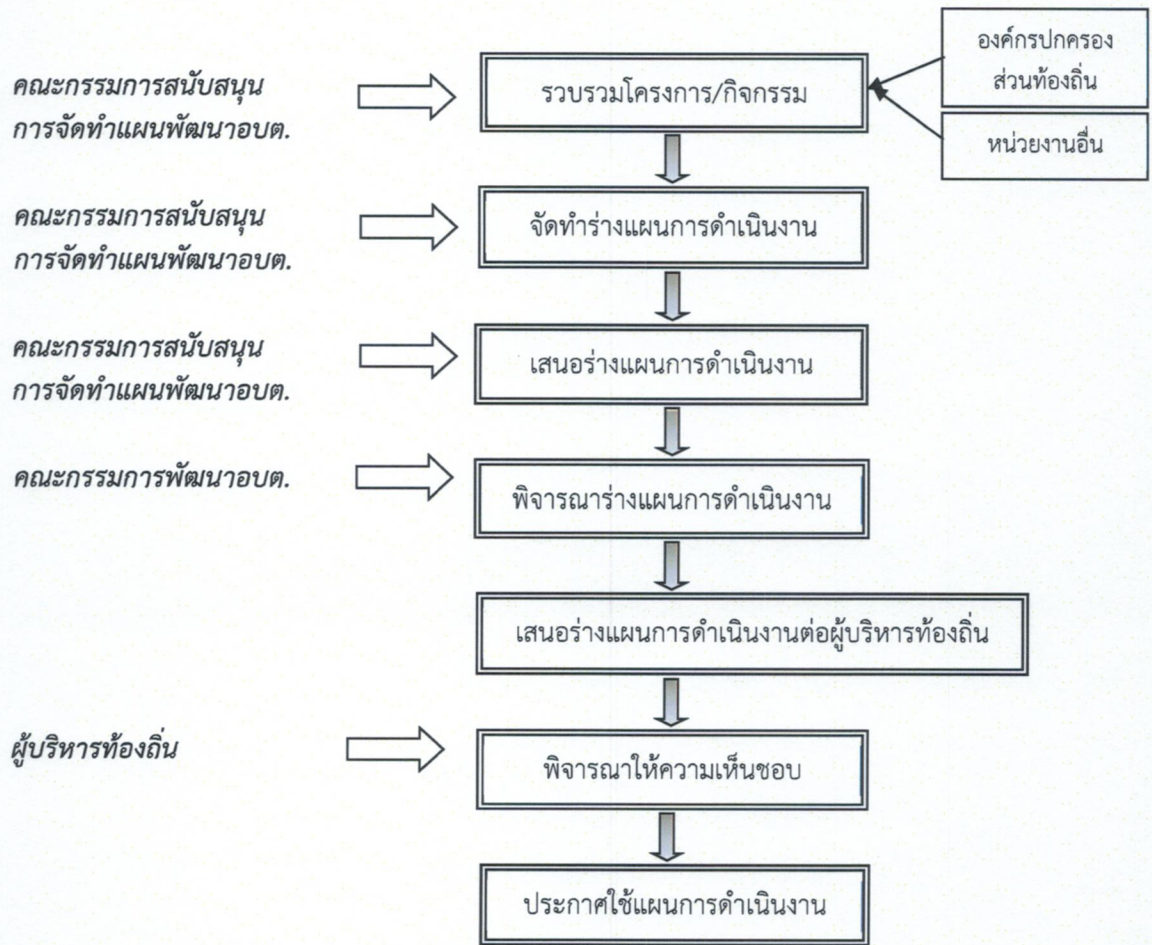 องค์กรปกครอง
ส่วนท้องถิ่น
หน่วยงานอื่น
คณะกรรมการสนับสนุน
การจัดทำแผนพัฒนาอบต.
รวบรวมโครงการ/กิจกรรม
คณะกรรมการสนับสนุน
การจัดทำแผนพัฒนาอบต.
จัดทำร่างแผนการดำเนินงาน
คณะกรรมการสนับสนุน
การจัดทำแผนพัฒนาอบต.
เสนอร่างแผนการดำเนินงาน
คณะกรรมการพัฒนาอบต.
พิจารณาร่างแผนการดำเนินงาน
เสนอร่างแผนการดำเนินงานต่อผู้บริหารท้องถิ่น
ผู้บริหารท้องถิ่น
พิจารณาให้ความเห็นชอบ
ประกาศใช้แผนการดำเนินงาน